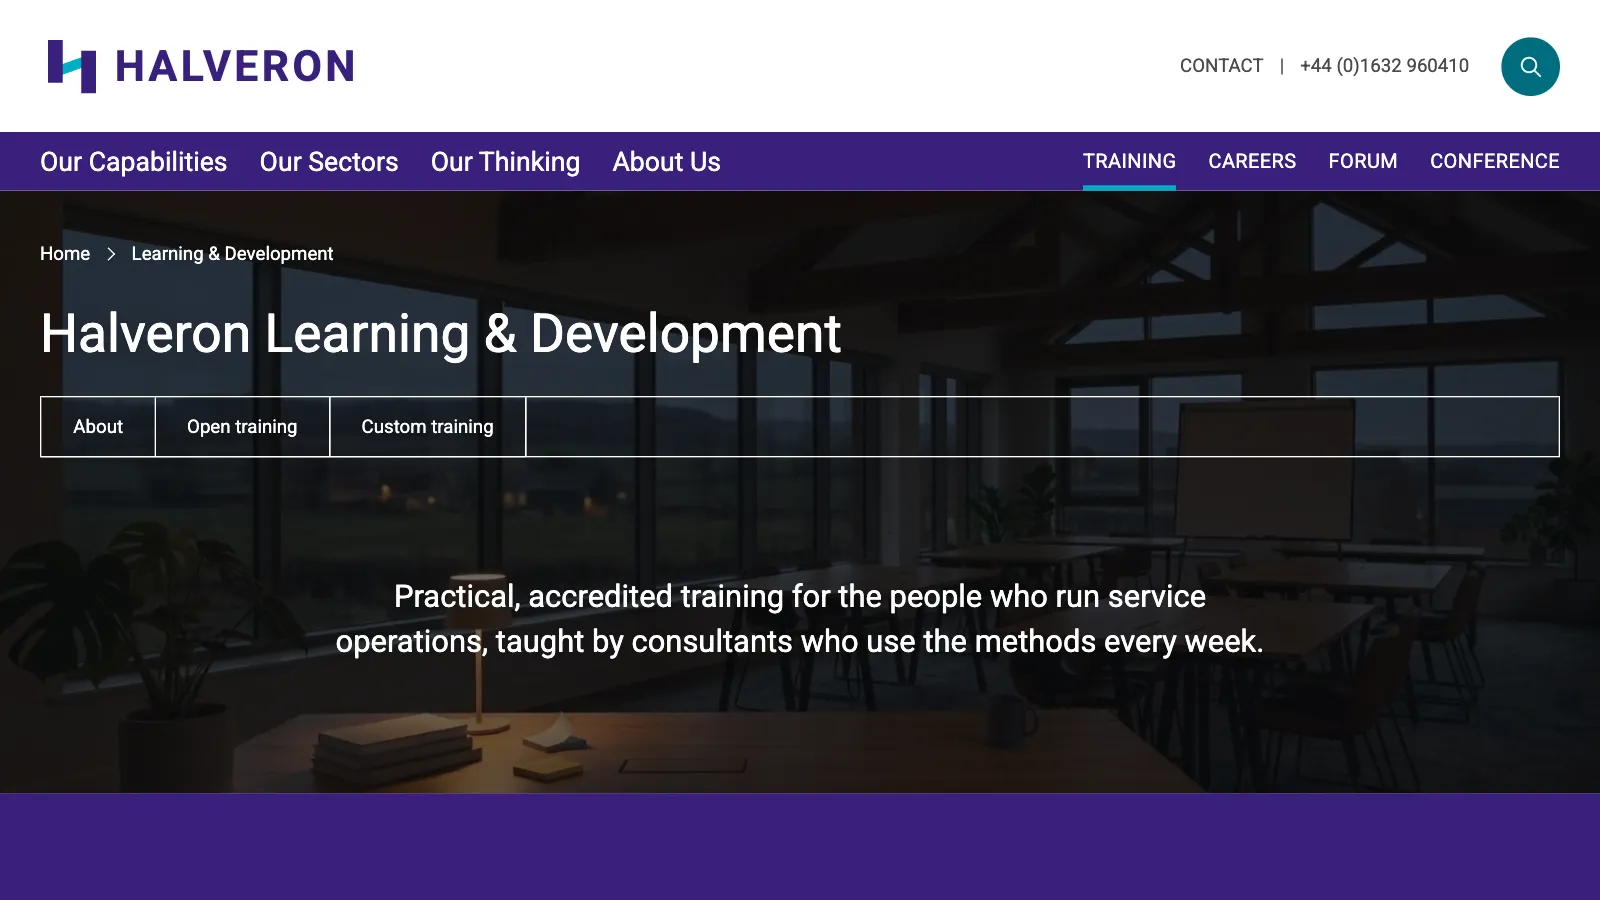 HALVERON
CONTACT | +44 (0)1632 960410
Our Capabilities Our Sectors Our Thinking About Us TRAINING CAREERS FORUM CONFERENCE
Home > Learning & Development
Halveron Learning & Development
About Open training Custom training
Practical, accredited training for the people who run service
operations, taught by consultants who use the methods every week.